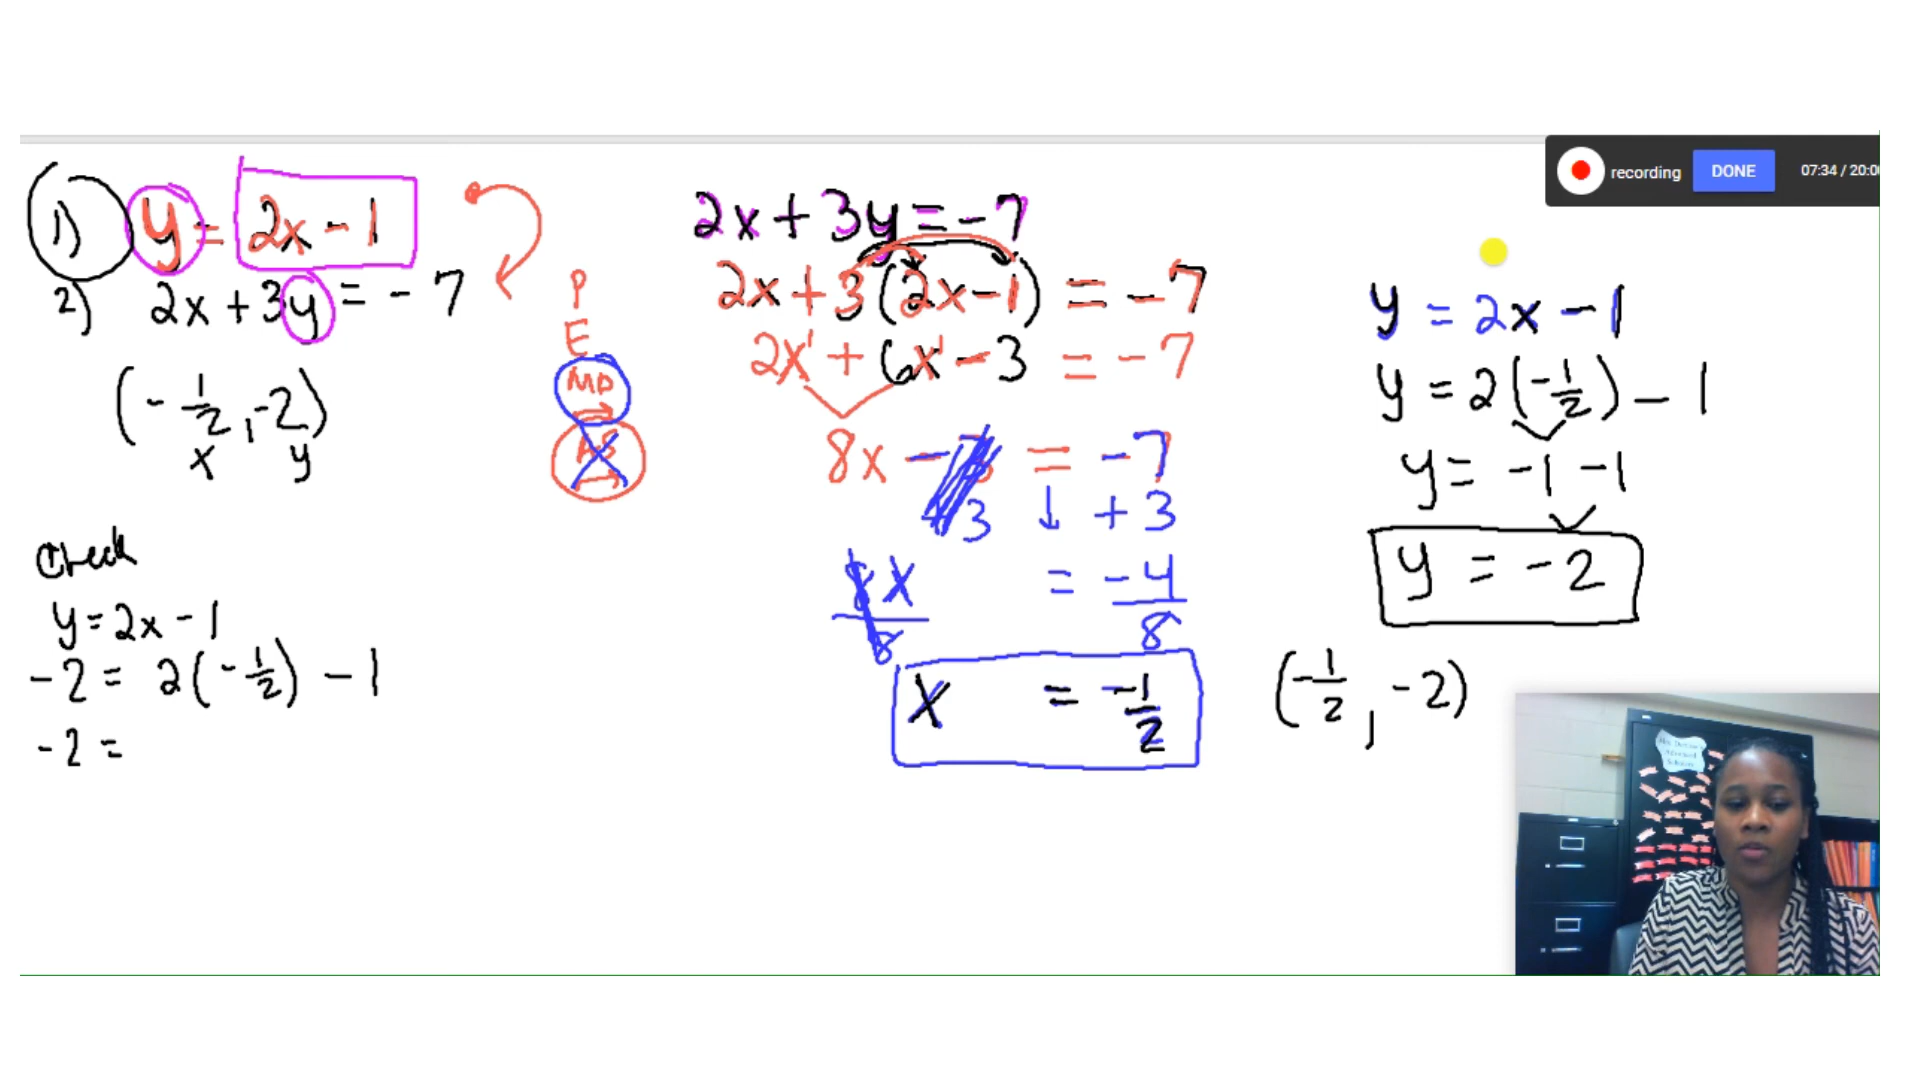 1) y = 2x - 1
2) 2x + 3y = - 7
(- 1/2, -2)
x y
Check
y = 2x - 1
-2 = 2(-1/2) - 1
-2 =
P
E
MD
AS
2x + 3y = -7
2x + 3(2x - 1) = -7
2x¹ + 6x¹ - 3 = -7
8x - 3 = -7
+3 ↓ + 3
8x = -4
8 8
x = -1/2
recording DONE 07:34 / 20:00
y = 2x - 1
y = 2(-1/2) - 1
y = -1 - 1
y = -2
(-1/2, -2)